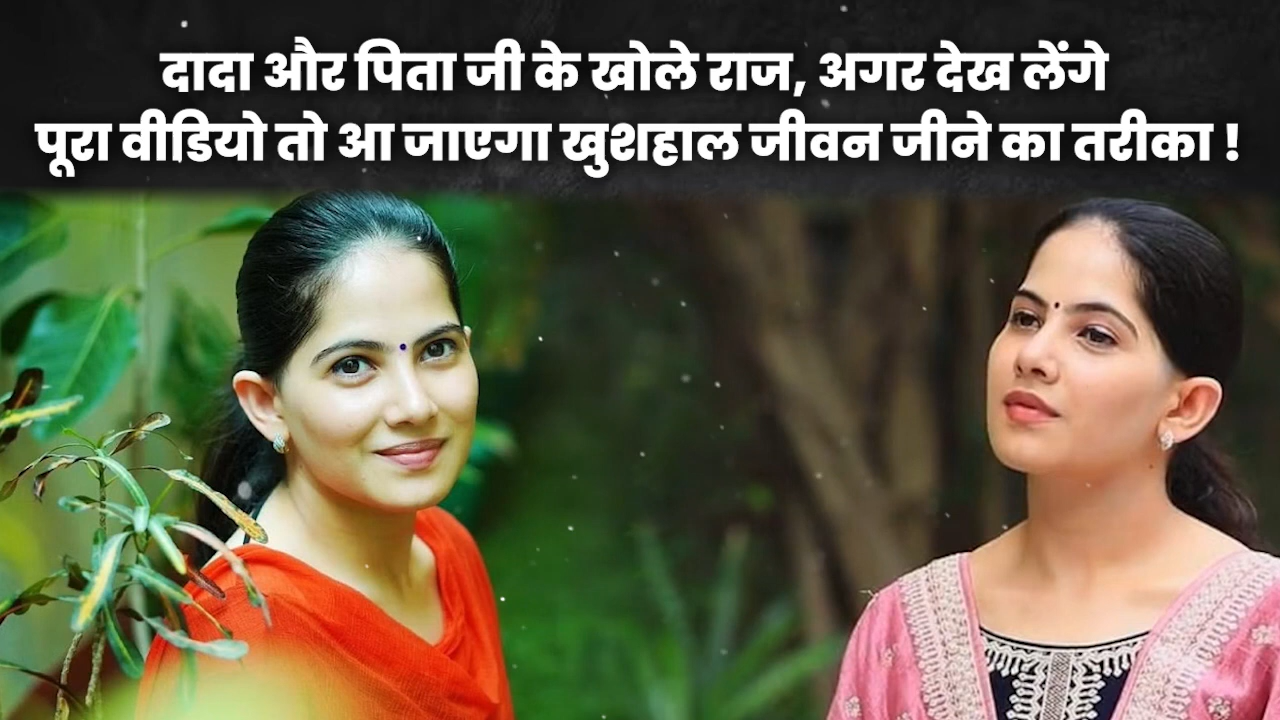 दादा और पिता जी के खोले राज, अगर देख लेंगे
पूरा वीडियो तो आ जाएगा खुशहाल जीवन जीने का तरीका !